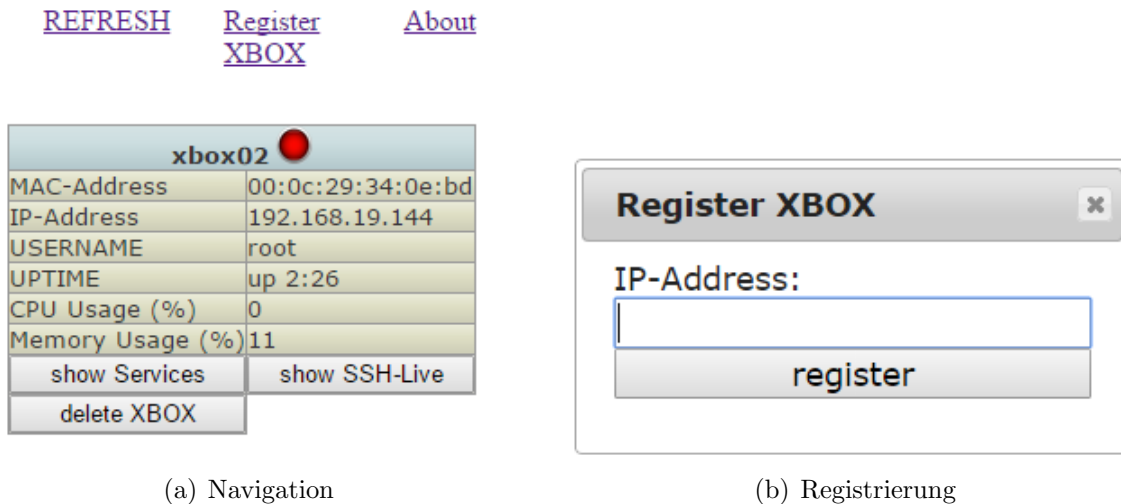 REFRESH Register About
XBOX
xbox02
MAC-Address 00:0c:29:34:0e:bd
IP-Address 192.168.19.144
USERNAME root
UPTIME up 2:26
CPU Usage (%) 0
Memory Usage (%) 11
show Services show SSH-Live
delete XBOX
(a) Navigation
Register XBOX
IP-Address:
register
(b) Registrierung